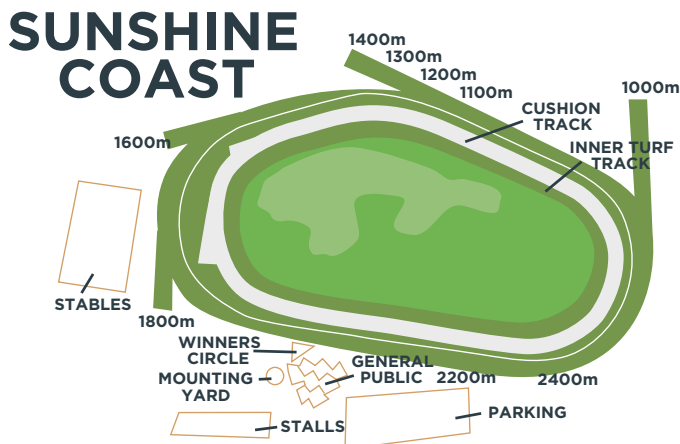 SUNSHINE
COAST
1400m
1300m
1200m
1100m
1000m
CUSHION
TRACK
INNER TURF
TRACK
1600m
STABLES
1800m
WINNERS
CIRCLE
MOUNTING
YARD
GENERAL
PUBLIC
2200m
2400m
PARKING
STALLS